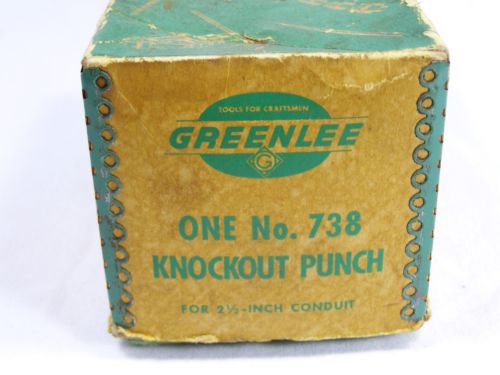 TOOLS FOR CRAFTSMEN
GREENLEE
G
ONE No. 738
KNOCKOUT PUNCH
FOR 2½-INCH CONDUIT